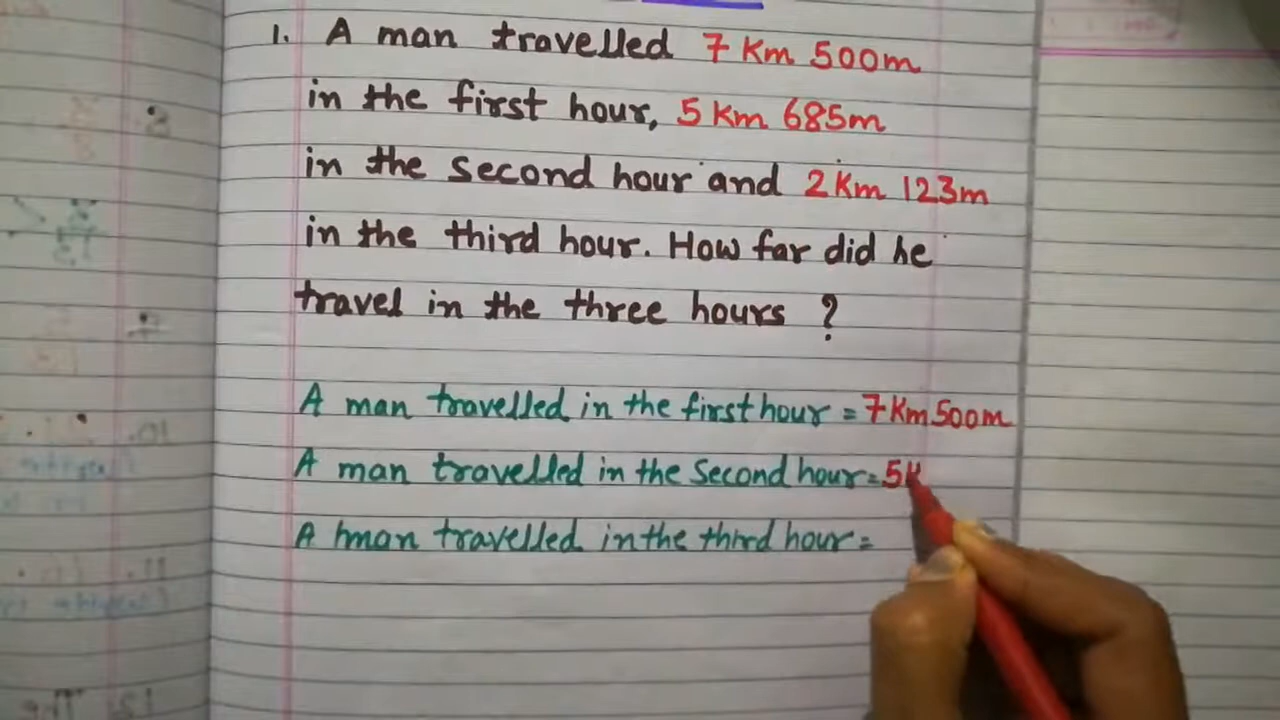 1. A man travelled 7 Km 500m
in the first hour, 5 Km 685m
in the second hour and 2 Km 123m
in the third hour. How far did he
travel in the three hours ?
A man travelled in the first hour = 7 Km 500m
A man travelled in the Second hour = 5K
A man travelled in the third hour =